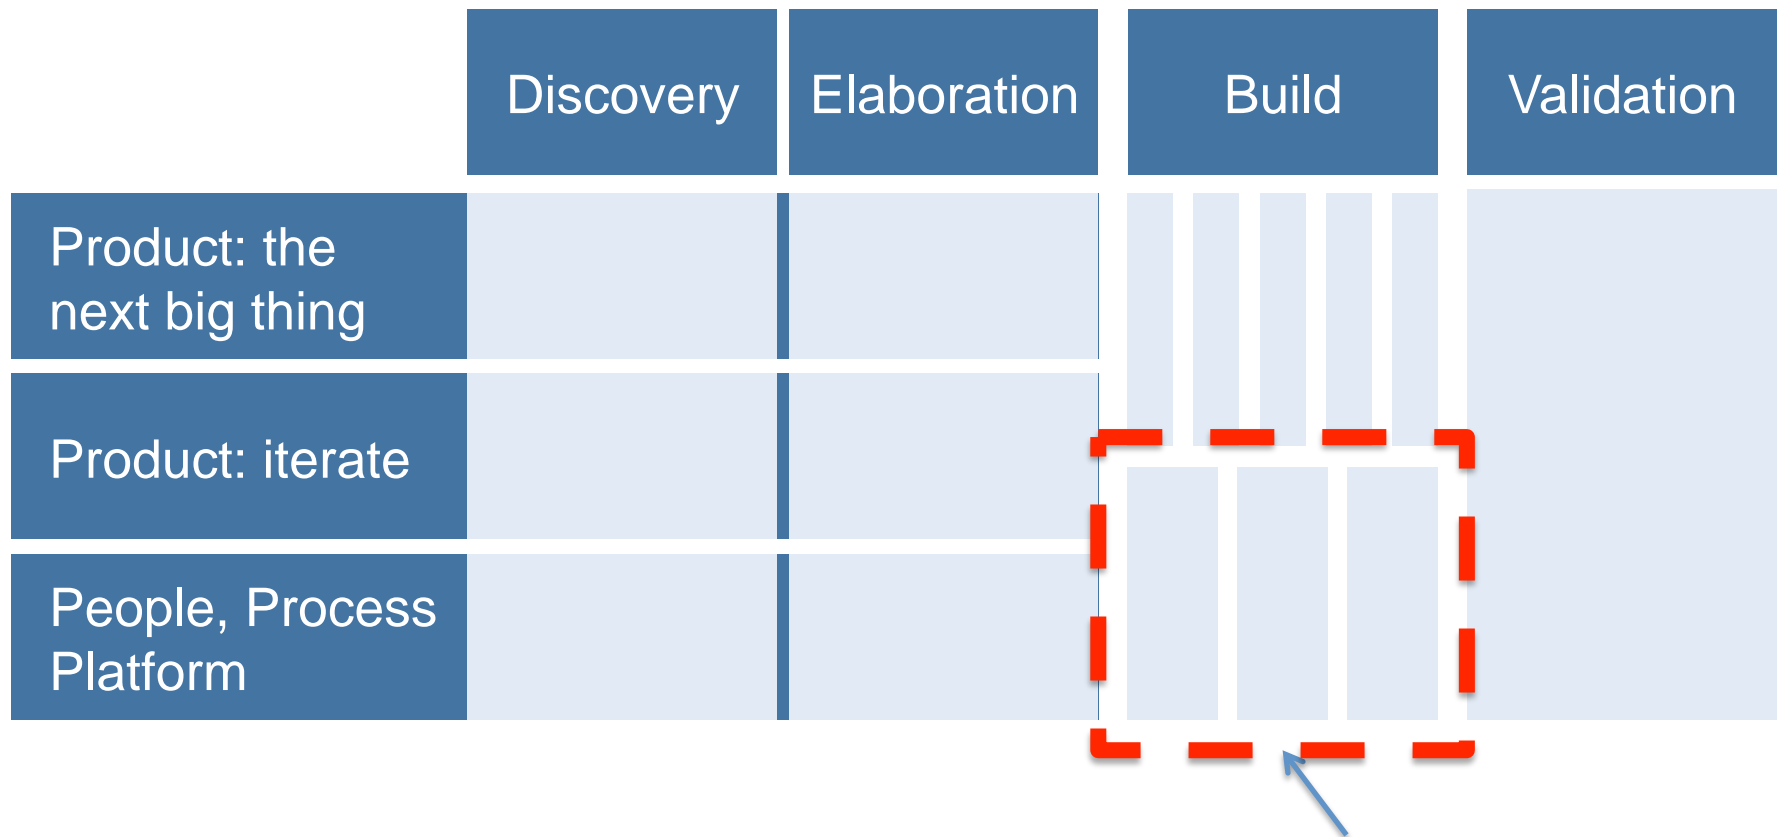 Discovery
Elaboration
Build
Validation
Product: the
next big thing
Product: iterate
People, Process
Platform